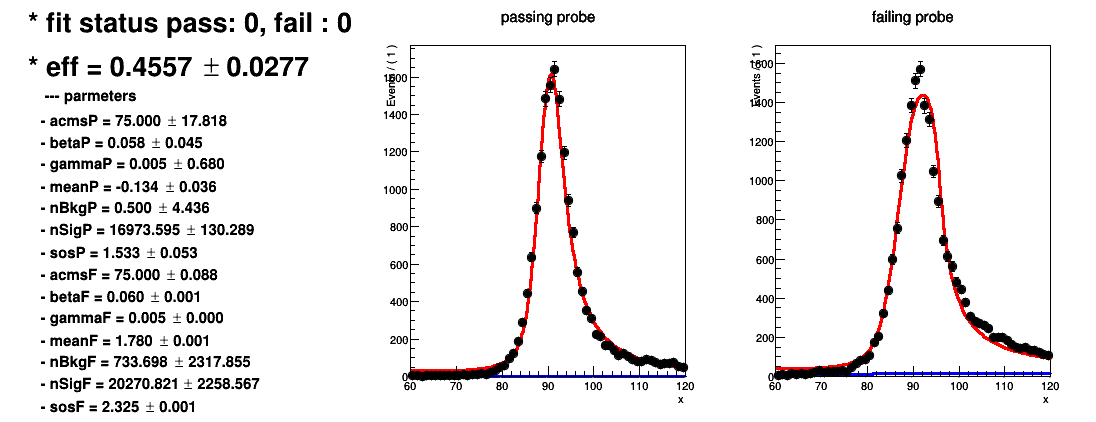 * fit status pass: 0, fail : 0
* eff = 0.4557 ± 0.0277
--- parmeters
- acmsP = 75.000 ± 17.818
- betaP = 0.058 ± 0.045
- gammaP = 0.005 ± 0.680
- meanP = -0.134 ± 0.036
- nBkgP = 0.500 ± 4.436
- nSigP = 16973.595 ± 130.289
- sosP = 1.533 ± 0.053
- acmsF = 75.000 ± 0.088
- betaF = 0.060 ± 0.001
- gammaF = 0.005 ± 0.000
- meanF = 1.780 ± 0.001
- nBkgF = 733.698 ± 2317.855
- nSigF = 20270.821 ± 2258.567
- sosF = 2.325 ± 0.001
passing probe
Events / ( 1 )
1600
1400
1200
1000
800
600
400
200
0
60 70 80 90 100 110 120
x
failing probe
Events / ( 1 )
1600
1400
1200
1000
800
600
400
200
0
60 70 80 90 100 110 120
x